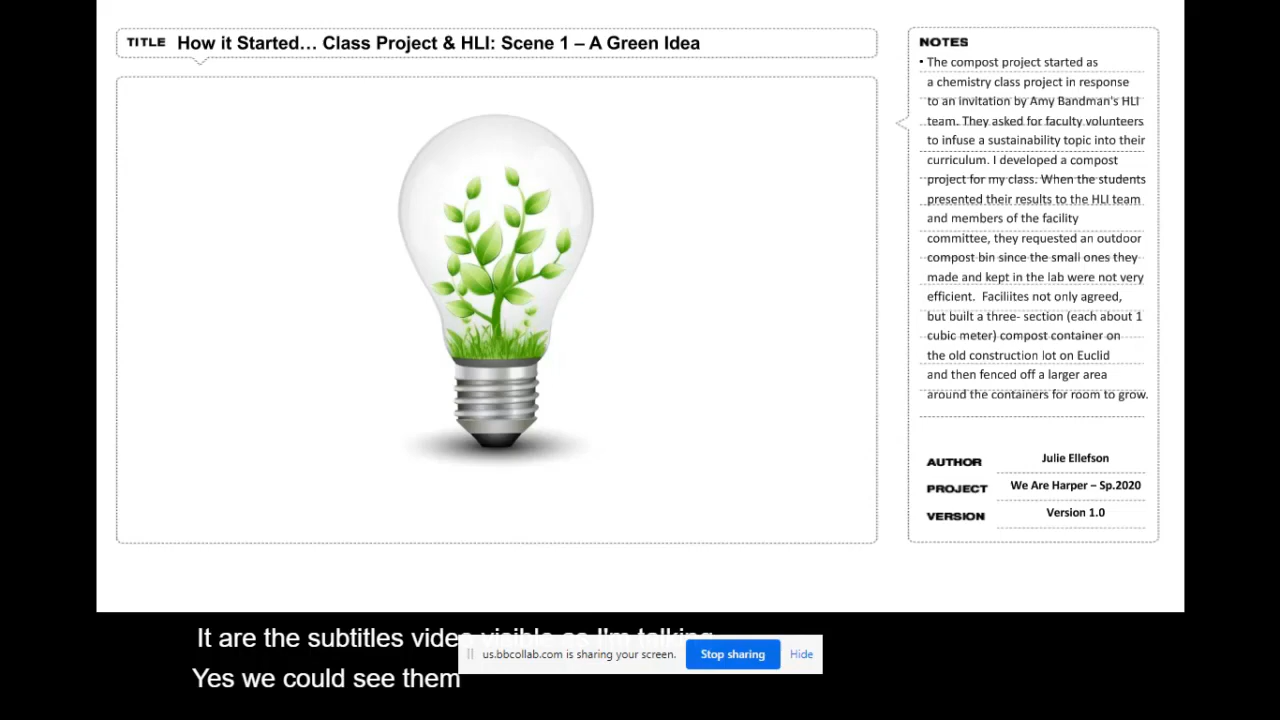 TITLE How it Started... Class Project & HLI: Scene 1 – A Green Idea
NOTES
▪ The compost project started as
a chemistry class project in response
to an invitation by Amy Bandman's HLI
team. They asked for faculty volunteers
to infuse a sustainability topic into their
curriculum. I developed a compost
project for my class. When the students
presented their results to the HLI team
and members of the facility
committee, they requested an outdoor
compost bin since the small ones they
made and kept in the lab were not very
efficient. Faciliites not only agreed,
but built a three- section (each about 1
cubic meter) compost container on
the old construction lot on Euclid
and then fenced off a larger area
around the containers for room to grow.
AUTHOR Julie Ellefson
PROJECT We Are Harper – Sp.2020
VERSION Version 1.0
It are the subtitles video visible as I'm talking
Yes we could see them
us.bbcollab.com is sharing your screen. Stop sharing Hide